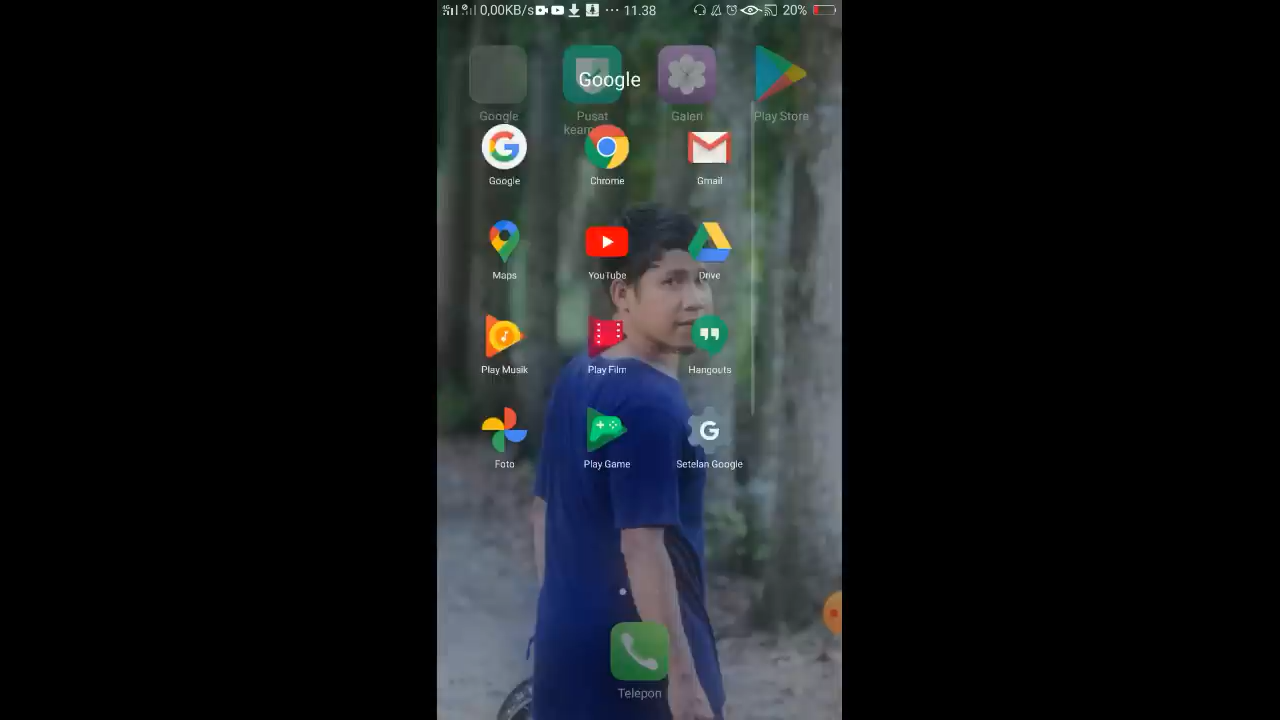 0,00KB/s ... 11.38 20%
Google
Google Pusat Galeri Play Store
Google Chrome Gmail
Maps YouTube Drive
Play Musik Play Film Hangouts
Foto Play Game Setelan Google
Telepon